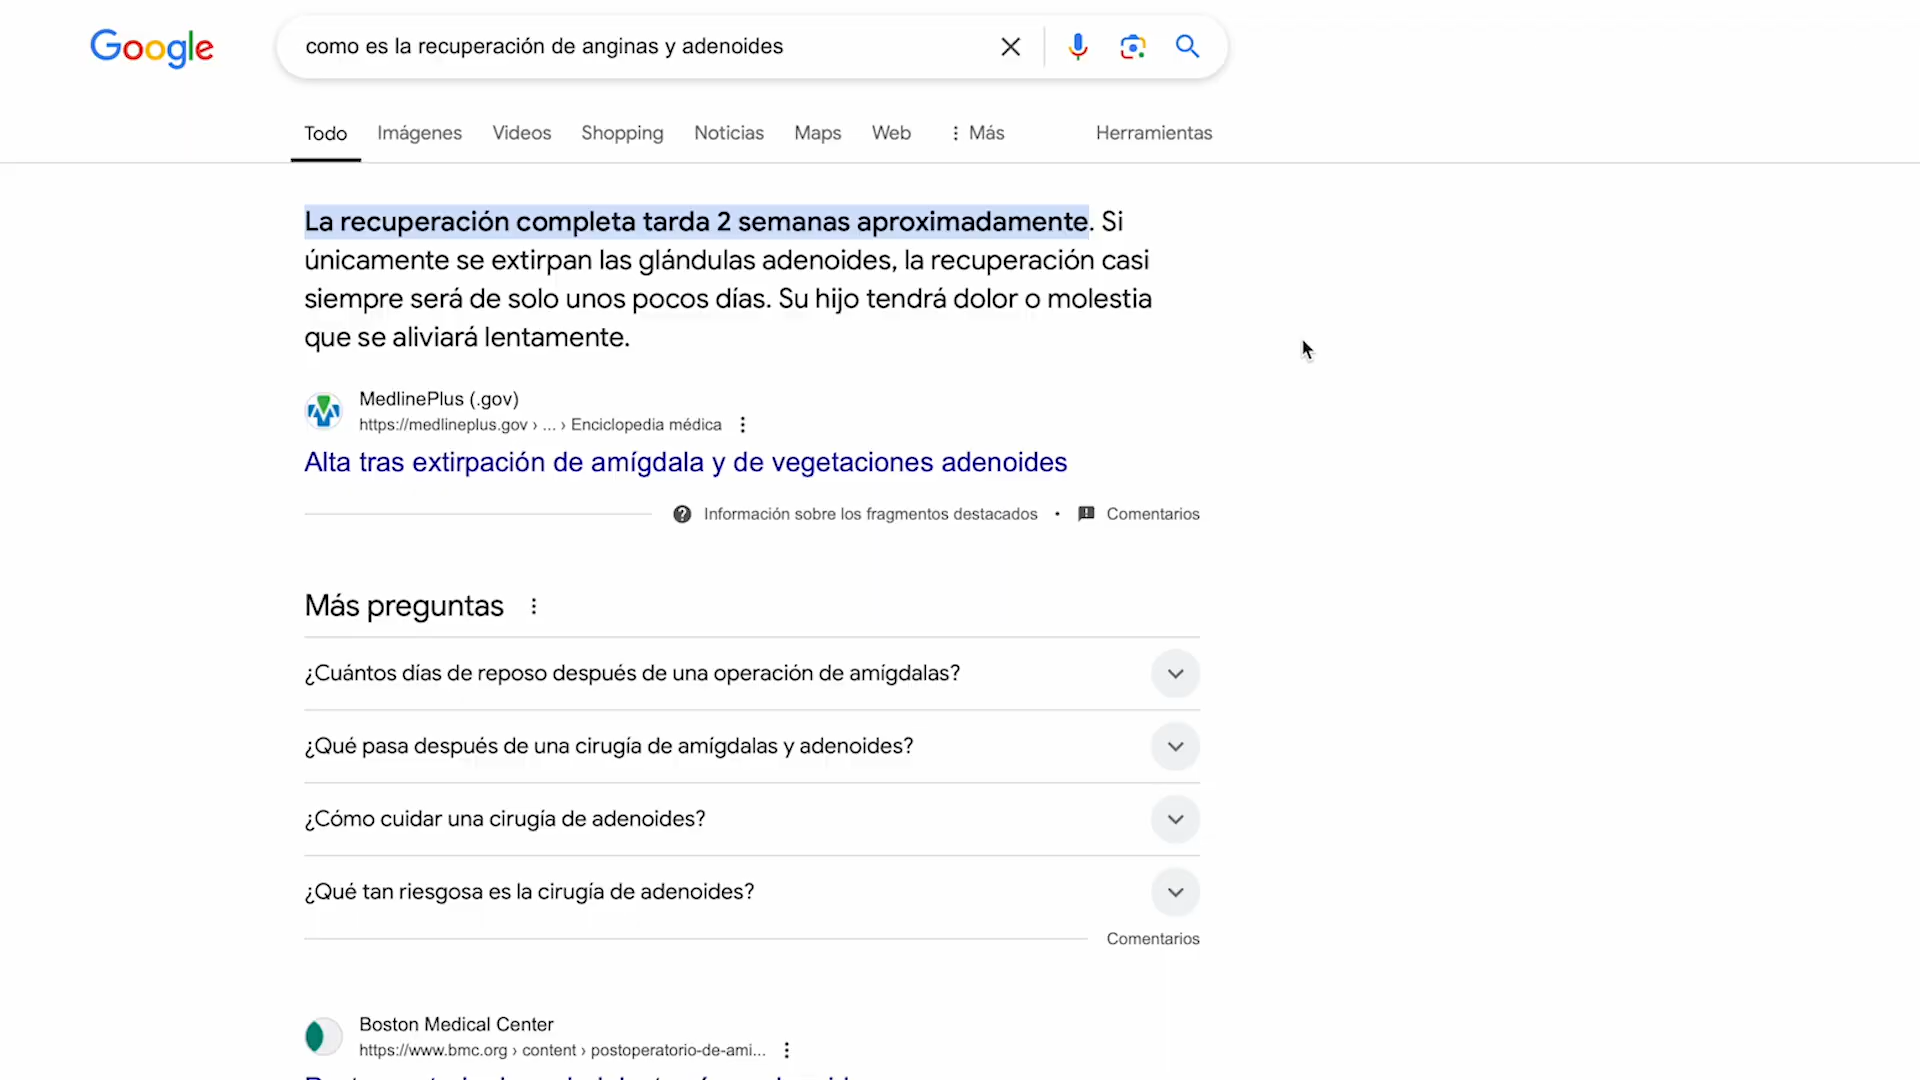 Google
como es la recuperación de anginas y adenoides
Todo Imágenes Videos Shopping Noticias Maps Web Más Herramientas
La recuperación completa tarda 2 semanas aproximadamente. Si
únicamente se extirpan las glándulas adenoides, la recuperación casi
siempre será de solo unos pocos días. Su hijo tendrá dolor o molestia
que se aliviará lentamente.
MedlinePlus (.gov)
https://medlineplus.gov › ... › Enciclopedia médica
Alta tras extirpación de amígdala y de vegetaciones adenoides
Información sobre los fragmentos destacados • Comentarios
Más preguntas
¿Cuántos días de reposo después de una operación de amígdalas?
¿Qué pasa después de una cirugía de amígdalas y adenoides?
¿Cómo cuidar una cirugía de adenoides?
¿Qué tan riesgosa es la cirugía de adenoides?
Comentarios
Boston Medical Center
https://www.bmc.org › content › postoperatorio-de-ami...